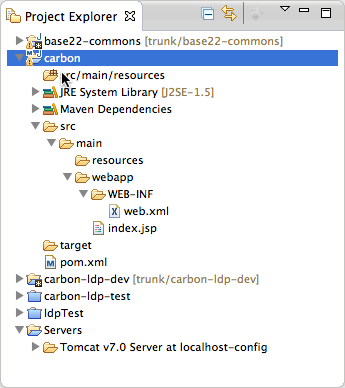 Project Explorer
base22-commons [trunk/base22-commons]
carbon
src/main/resources
JRE System Library [J2SE-1.5]
Maven Dependencies
src
main
resources
webapp
WEB-INF
web.xml
index.jsp
target
pom.xml
carbon-ldp-dev [trunk/carbon-ldp-dev]
carbon-ldp-test
ldpTest
Servers
Tomcat v7.0 Server at localhost-config